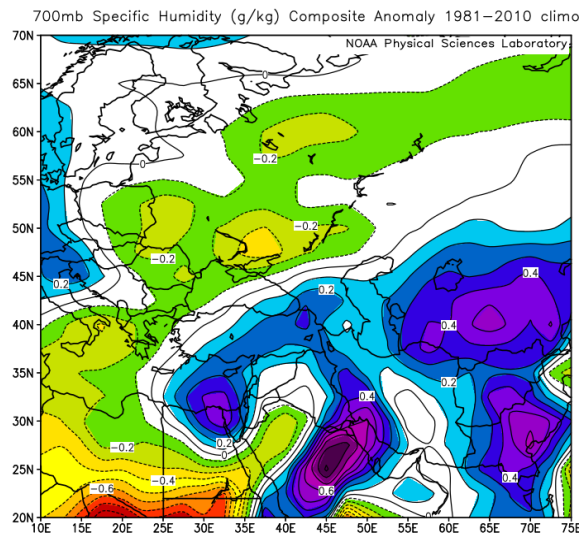 700mb Specific Humidity (g/kg) Composite Anomaly 1981−2010 climo
NOAA Physical Sciences Laboratory
70N
65N
60N
55N
50N
45N
40N
35N
30N
25N
20N
0
0
−0.2
−0.2
−0.2
−0.2
0.2
0.2
0.4
0.4
0.2
0.4
0.2
−0.2
0
−0.4
0.4
−0.6
0.6
0
10E 15E 20E 25E 30E 35E 40E 45E 50E 55E 60E 65E 70E 75E